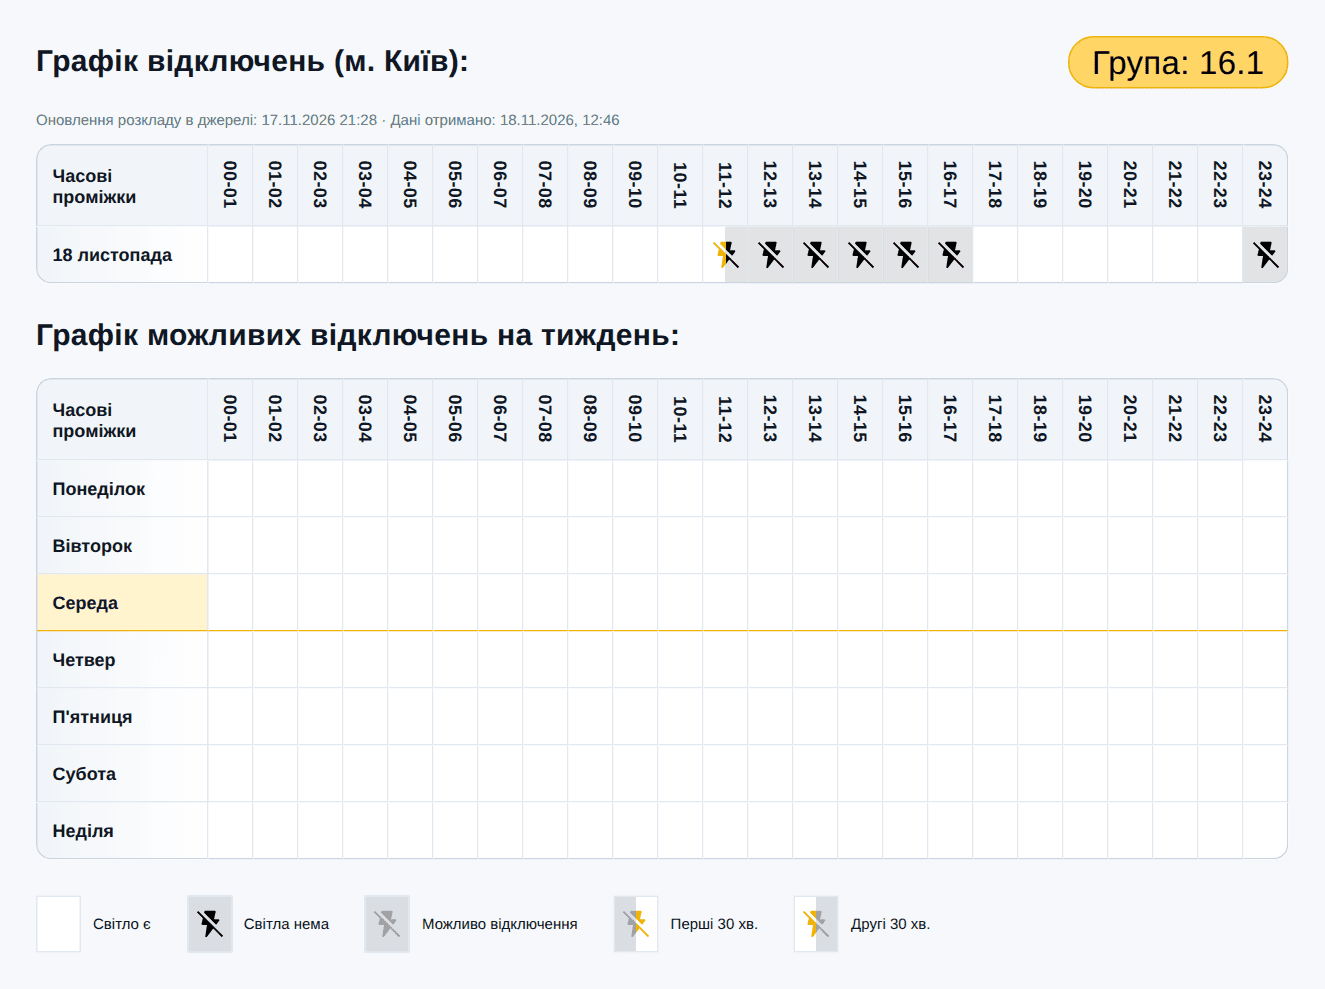 Графік відключень (м. Київ):
Група: 16.1
Оновлення розкладу в джерелі: 17.11.2026 21:28 · Дані отримано: 18.11.2026, 12:46
Часові проміжки 00-01 01-02 02-03 03-04 04-05 05-06 06-07 07-08 08-09 09-10 10-11 11-12 12-13 13-14 14-15 15-16 16-17 17-18 18-19 19-20 20-21 21-22 22-23 23-24
18 листопада
Графік можливих відключень на тиждень:
Часові проміжки 00-01 01-02 02-03 03-04 04-05 05-06 06-07 07-08 08-09 09-10 10-11 11-12 12-13 13-14 14-15 15-16 16-17 17-18 18-19 19-20 20-21 21-22 22-23 23-24
Понеділок
Вівторок
Середа
Четвер
П'ятниця
Субота
Неділя
Світло є Світла нема Можливо відключення Перші 30 хв. Другі 30 хв.